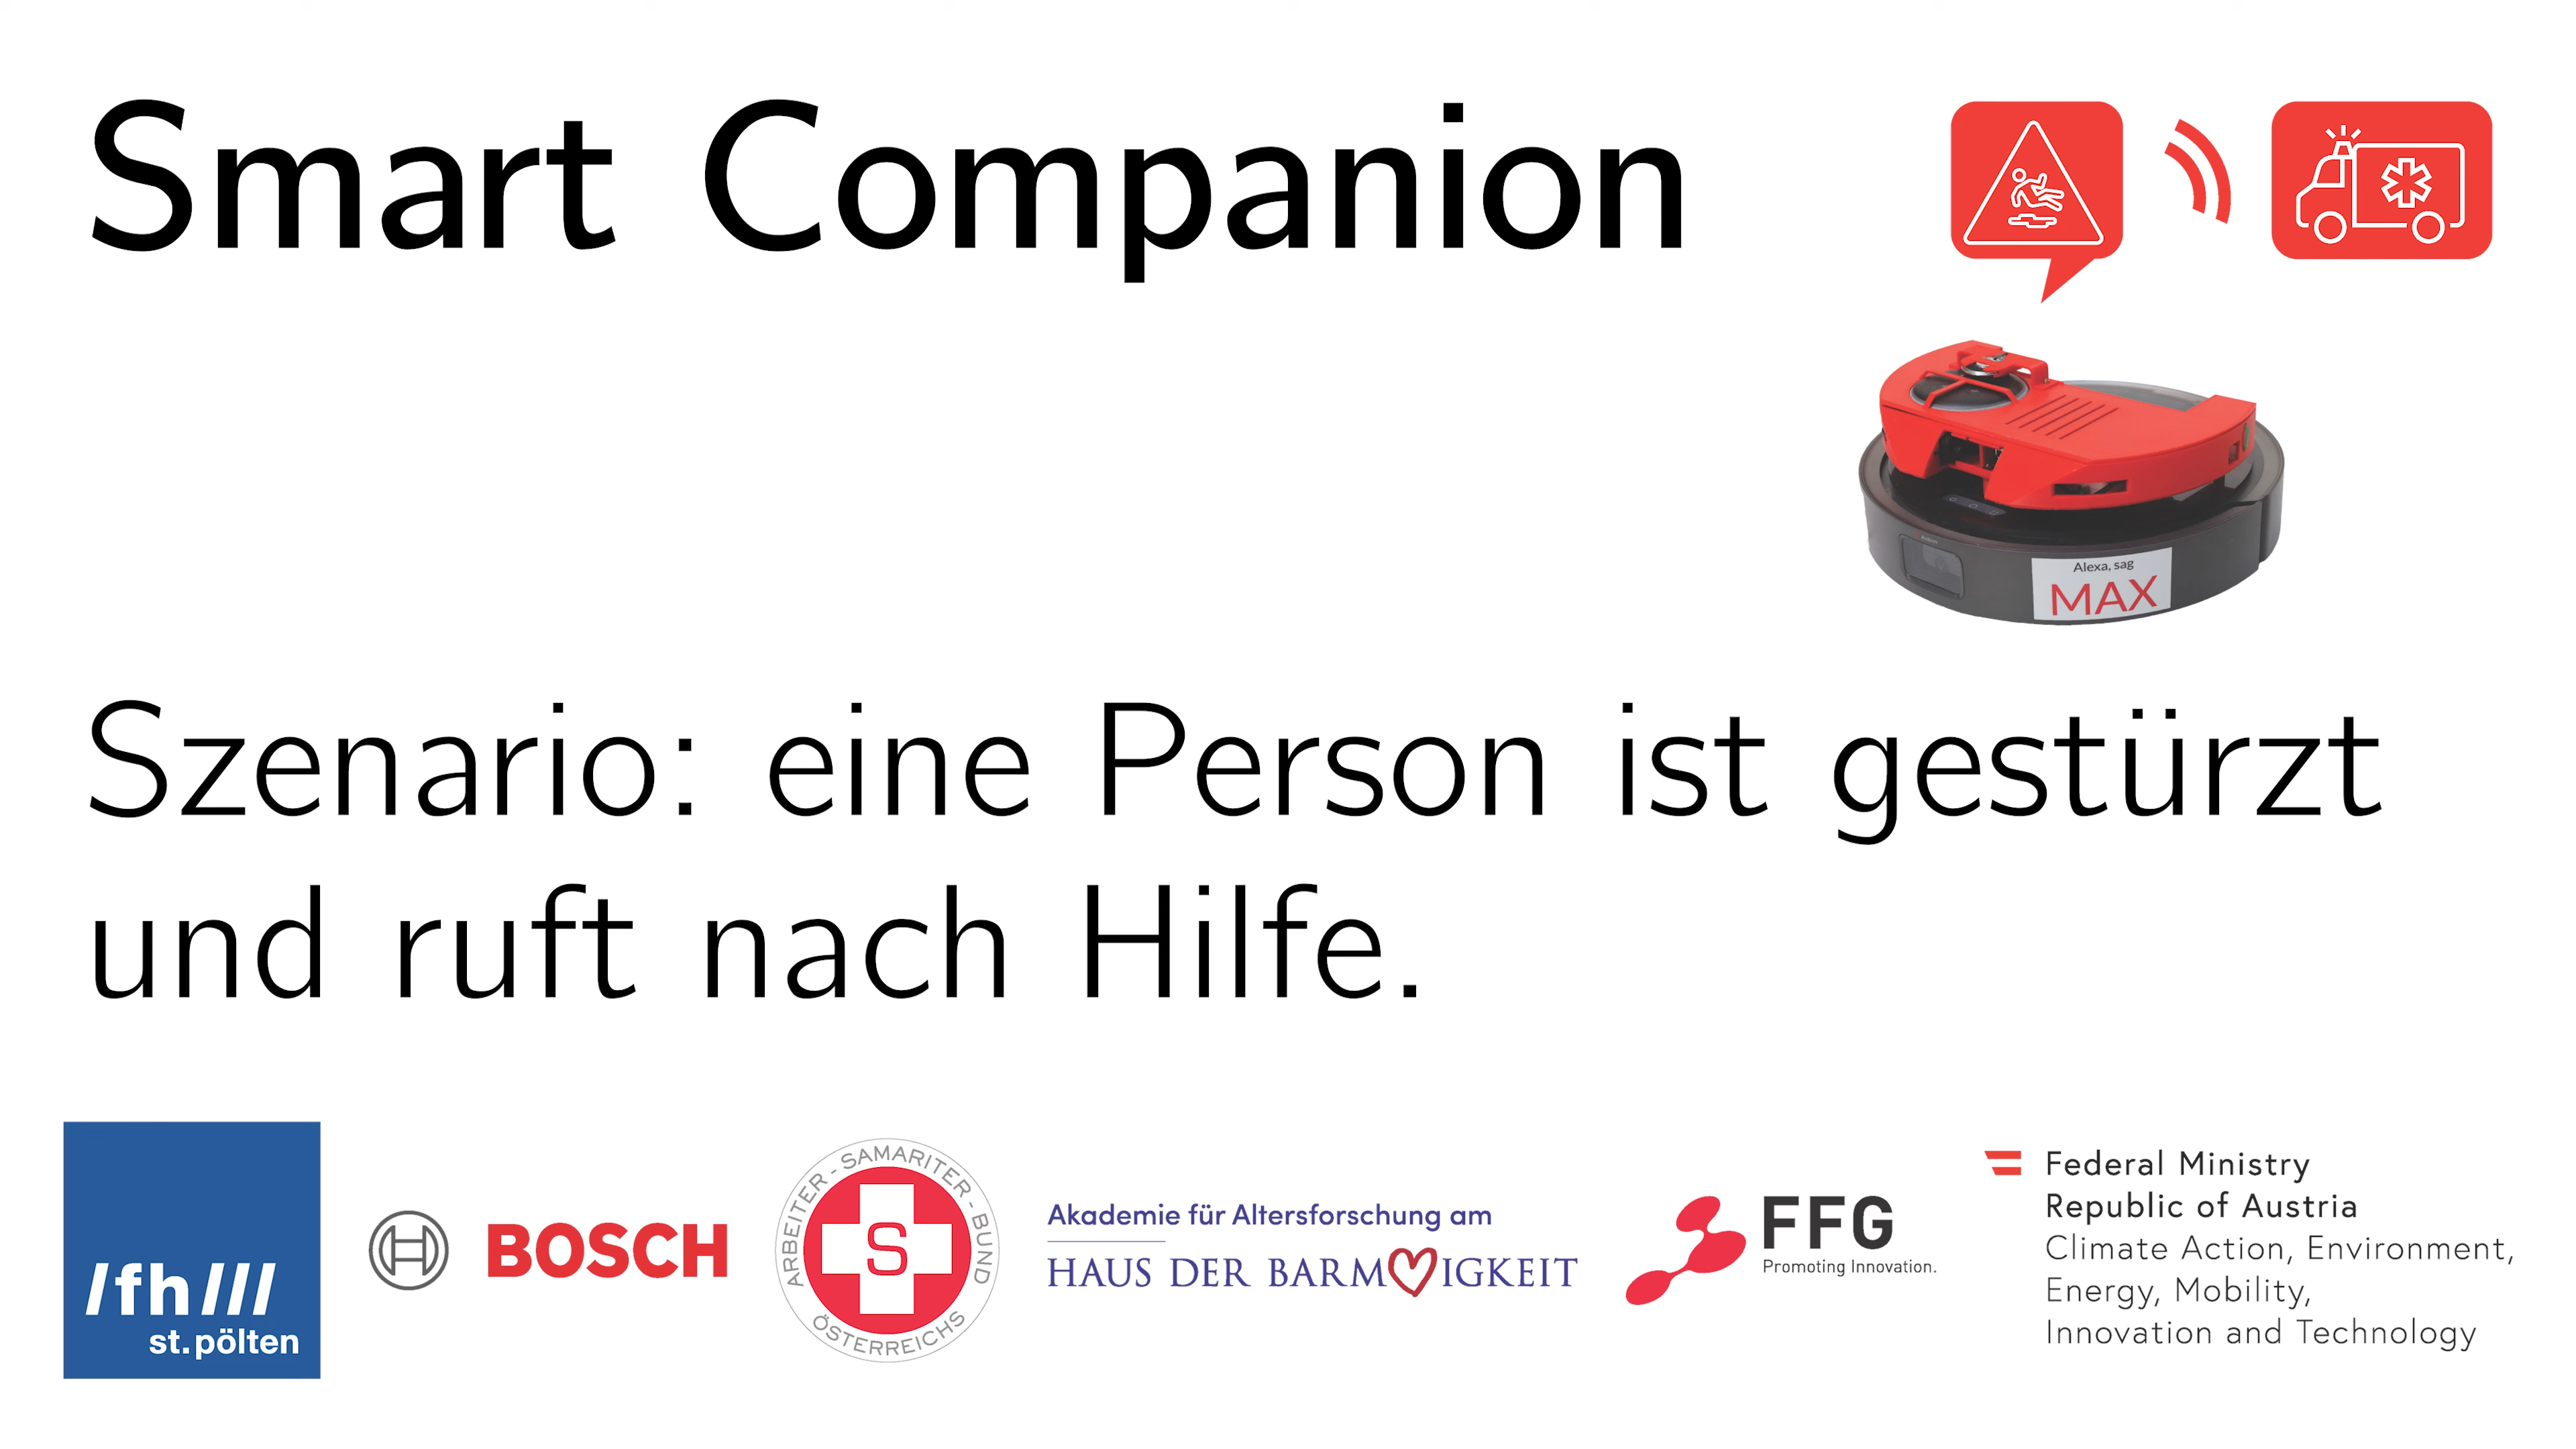 Smart Companion
Alexa, sag
MAX
Szenario: eine Person ist gestürzt
und ruft nach Hilfe.
/fh///
st.pölten
BOSCH
ARBEITER-SAMARITER-BUND
ÖSTERREICHS
S
Akademie für Altersforschung am
HAUS DER BARMHIGKEIT
FFG
Promoting Innovation.
Federal Ministry
Republic of Austria
Climate Action, Environment,
Energy, Mobility,
Innovation and Technology